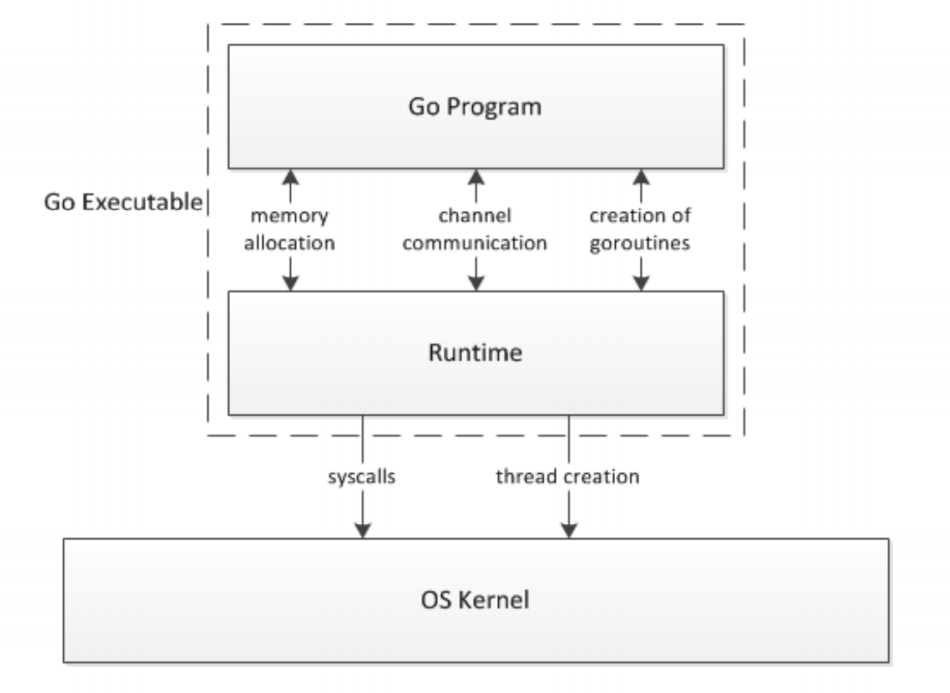 Go Program
Go Executable
memory
allocation
channel
communication
creation of
goroutines
Runtime
syscalls
thread creation
OS Kernel